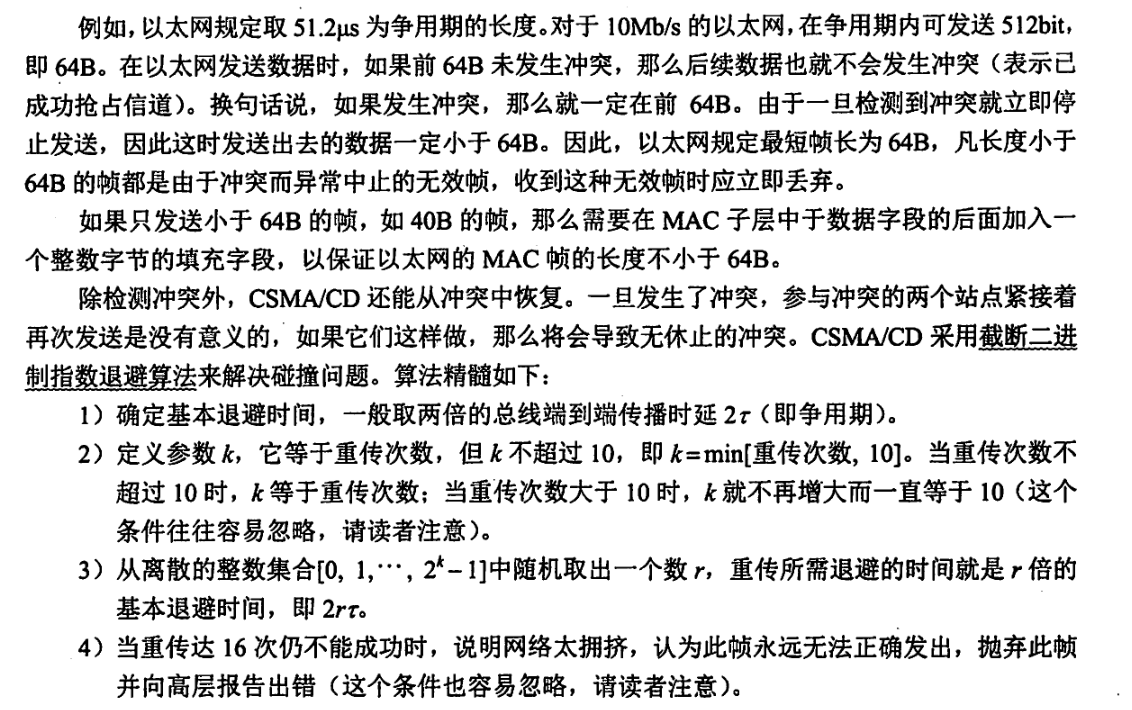 例如，以太网规定取 51.2μs 为争用期的长度。对于 10Mb/s 的以太网，在争用期内可发送 512bit，
即 64B。在以太网发送数据时，如果前 64B 未发生冲突，那么后续数据也就不会发生冲突（表示已
成功抢占信道）。换句话说，如果发生冲突，那么就一定在前 64B。由于一旦检测到冲突就立即停
止发送，因此这时发送出去的数据一定小于 64B。因此，以太网规定最短帧长为 64B，凡长度小于
64B 的帧都是由于冲突而异常中止的无效帧，收到这种无效帧时应立即丢弃。
如果只发送小于 64B 的帧，如 40B 的帧，那么需要在 MAC 子层中于数据字段的后面加入一
个整数字节的填充字段，以保证以太网的 MAC 帧的长度不小于 64B。
除检测冲突外，CSMA/CD 还能从冲突中恢复。一旦发生了冲突，参与冲突的两个站点紧接着
再次发送是没有意义的，如果它们这样做，那么将会导致无休止的冲突。CSMA/CD 采用截断二进
制指数退避算法来解决碰撞问题。算法精髓如下：
1）确定基本退避时间，一般取两倍的总线端到端传播时延 2τ（即争用期）。
2）定义参数 k，它等于重传次数，但 k 不超过 10，即 k=min[重传次数, 10]。当重传次数不
超过 10 时，k 等于重传次数；当重传次数大于 10 时，k 就不再增大而一直等于 10（这个
条件往往容易忽略，请读者注意）。
3）从离散的整数集合[0, 1,⋯, 2^k－1]中随机取出一个数 r，重传所需退避的时间就是 r 倍的
基本退避时间，即 2rτ。
4）当重传达 16 次仍不能成功时，说明网络太拥挤，认为此帧永远无法正确发出，抛弃此帧
并向高层报告出错（这个条件也容易忽略，请读者注意）。